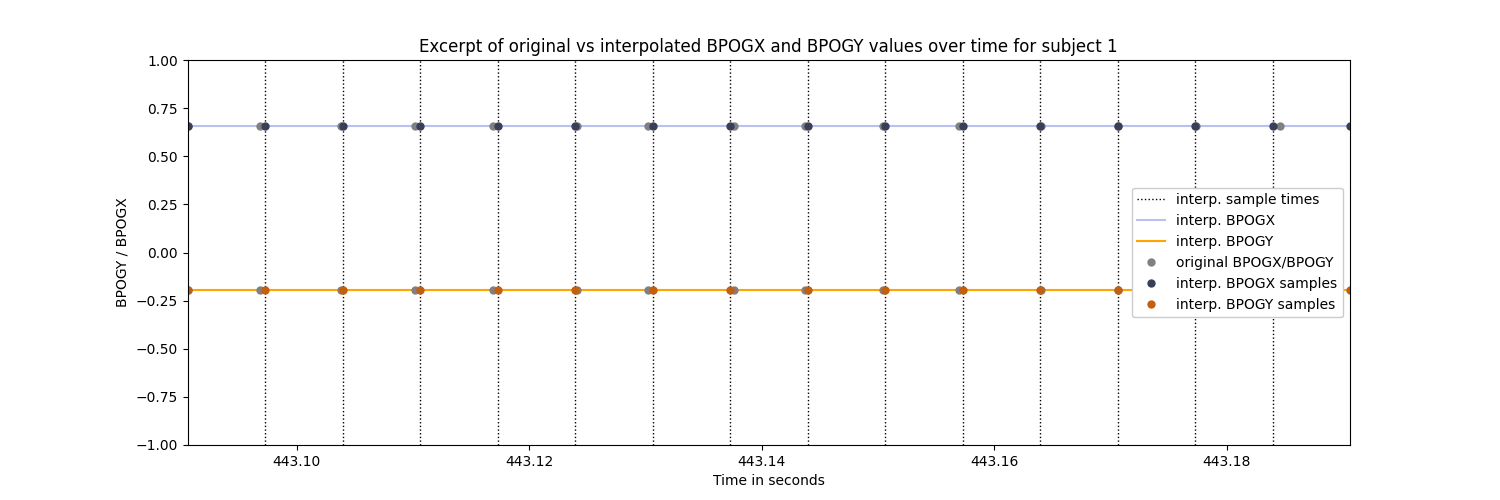 Excerpt of original vs interpolated BPOGX and BPOGY values over time for subject 1
1.00
0.75
0.50
0.25
0.00
−0.25
−0.50
−0.75
−1.00
BPOGY / BPOGX
interp. sample times
interp. BPOGX
interp. BPOGY
original BPOGX/BPOGY
interp. BPOGX samples
interp. BPOGY samples
443.10 443.12 443.14 443.16 443.18
Time in seconds